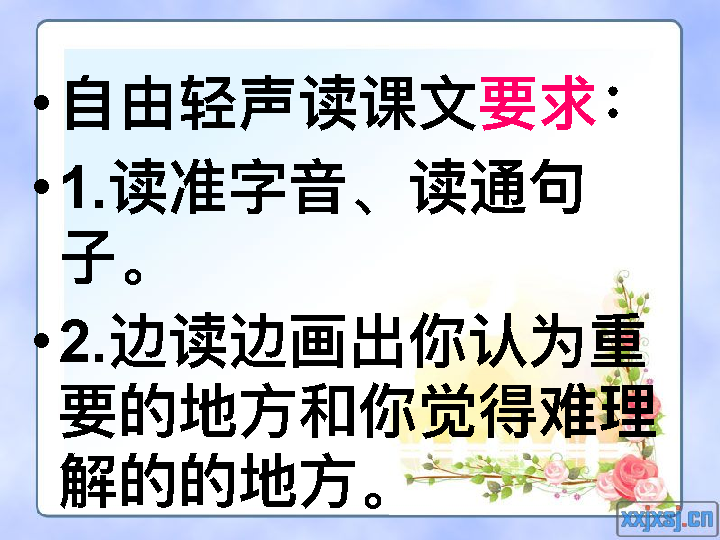 •自由轻声读课文要求：
•1.读准字音、读通句
子。
•2.边读边画出你认为重
要的地方和你觉得难理
解的的地方。
xxjxsj.cn